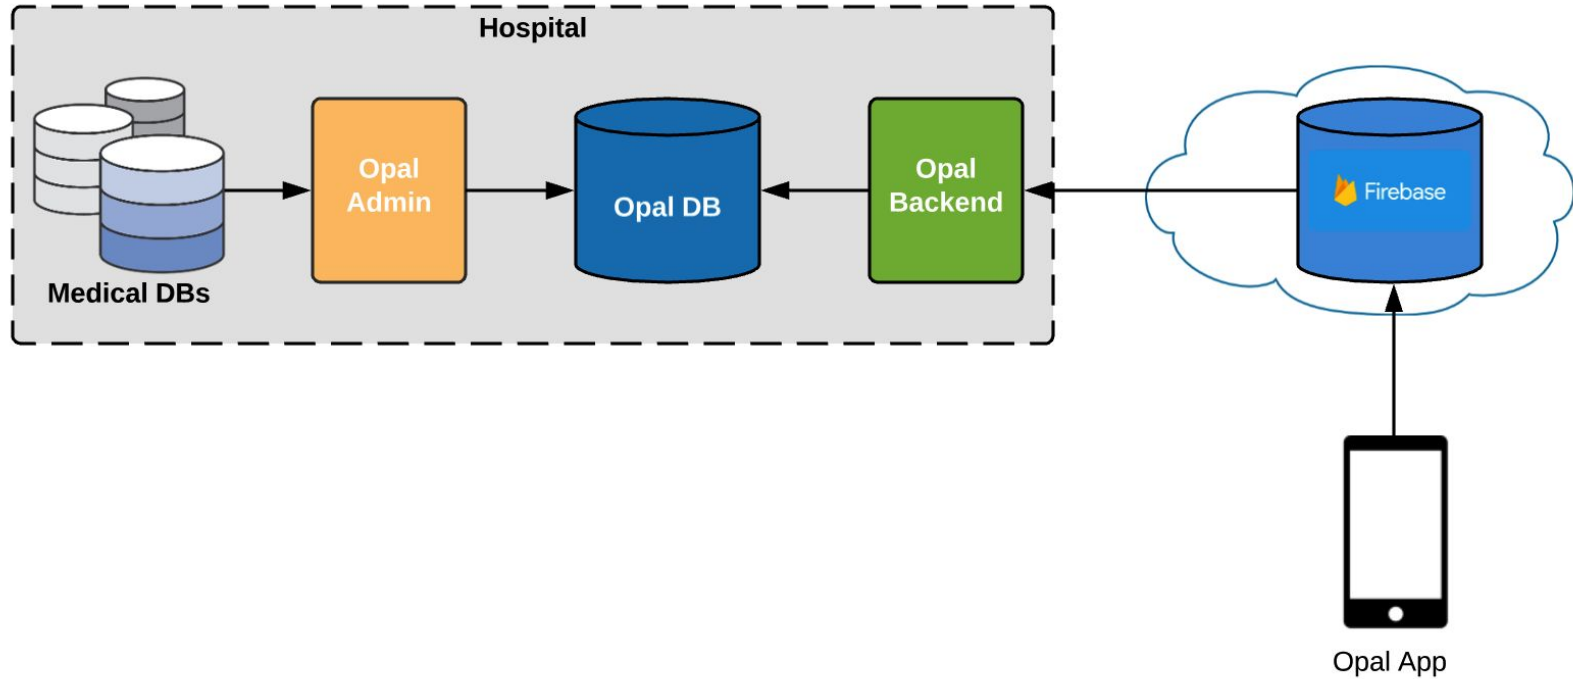 Hospital
Opal
Admin
Opal DB
Opal
Backend
Firebase
Medical DBs
Opal App